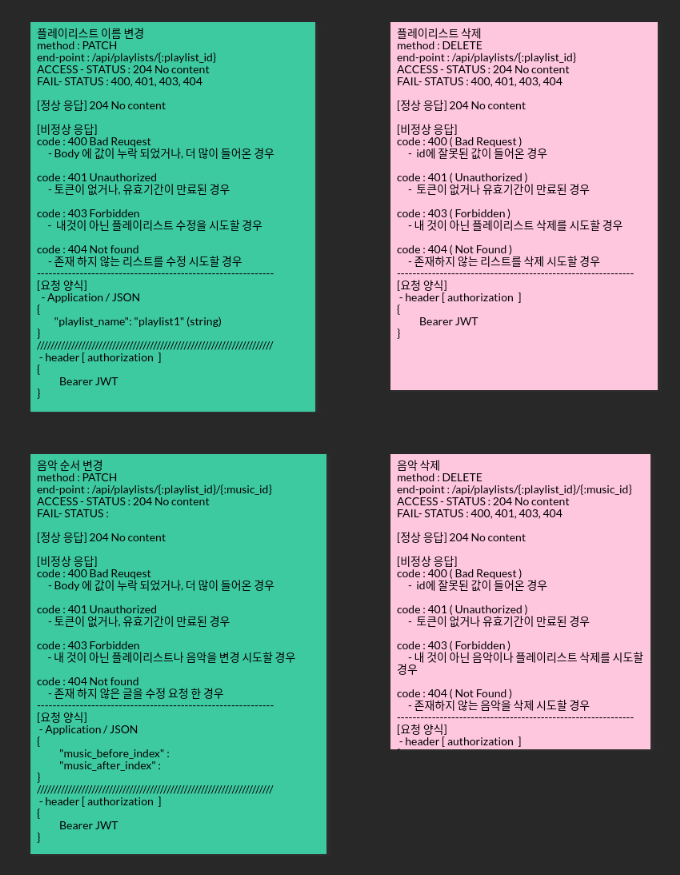 플레이리스트 이름 변경
method : PATCH
end-point : /api/playlists/{:playlist_id}
ACCESS - STATUS : 204 No content
FAIL- STATUS : 400, 401, 403, 404
[정상 응답] 204 No content
[비정상 응답]
code : 400 Bad Reuqest
- Body 에 값이 누락 되었거나, 더 많이 들어온 경우
code : 401 Unauthorized
- 토큰이 없거나, 유효기간이 만료된 경우
code : 403 Forbidden
- 내것이 아닌 플레이리스트 수정을 시도할 경우
code : 404 Not found
- 존재 하지 않는 리스트를 수정 시도할 경우
------------------------------------------------------------
[요청 양식]
- Application / JSON
{
"playlist_name": "playlist1" (string)
}
//////////////////////////////////////////////////////////////////////
- header [ authorization ]
{
Bearer JWT
}
플레이리스트 삭제
method : DELETE
end-point : /api/playlists/{:playlist_id}
ACCESS - STATUS : 204 No content
FAIL- STATUS : 400, 401, 403, 404
[정상 응답] 204 No content
[비정상 응답]
code : 400 ( Bad Request )
- id에 잘못된 값이 들어온 경우
code : 401 ( Unauthorized )
- 토큰이 없거나 유효기간이 만료된 경우
code : 403 ( Forbidden )
- 내 것이 아닌 플레이리스트 삭제를 시도할 경우
code : 404 ( Not Found )
- 존재하지 않는 리스트를 삭제 시도할 경우
------------------------------------------------------------
[요청 양식]
- header [ authorization ]
{
Bearer JWT
}
음악 순서 변경
method : PATCH
end-point : /api/playlists/{:playlist_id}/{:music_id}
ACCESS - STATUS : 204 No content
FAIL- STATUS :
[정상 응답] 204 No content
[비정상 응답]
code : 400 Bad Reuqest
- Body 에 값이 누락 되었거나, 더 많이 들어온 경우
code : 401 Unauthorized
- 토큰이 없거나, 유효기간이 만료된 경우
code : 403 Forbidden
- 내 것이 아닌 플레이리스트나 음악을 변경 시도할 경우
code : 404 Not found
- 존재 하지 않은 글을 수정 요청 한 경우
------------------------------------------------------------
[요청 양식]
- Application / JSON
{
"music_before_index" :
"music_after_index" :
}
//////////////////////////////////////////////////////////////////////
- header [ authorization ]
{
Bearer JWT
}
음악 삭제
method : DELETE
end-point : /api/playlists/{:playlist_id}/{:music_id}
ACCESS - STATUS : 204 No content
FAIL- STATUS : 400, 401, 403, 404
[정상 응답] 204 No content
[비정상 응답]
code : 400 ( Bad Request )
- id에 잘못된 값이 들어온 경우
code : 401 ( Unauthorized )
- 토큰이 없거나 유효기간이 만료된 경우
code : 403 ( Forbidden )
- 내 것이 아닌 음악이나 플레이리스트 삭제를 시도할
경우
code : 404 ( Not Found )
- 존재하지 않는 음악을 삭제 시도할 경우
------------------------------------------------------------
[요청 양식]
- header [ authorization ]